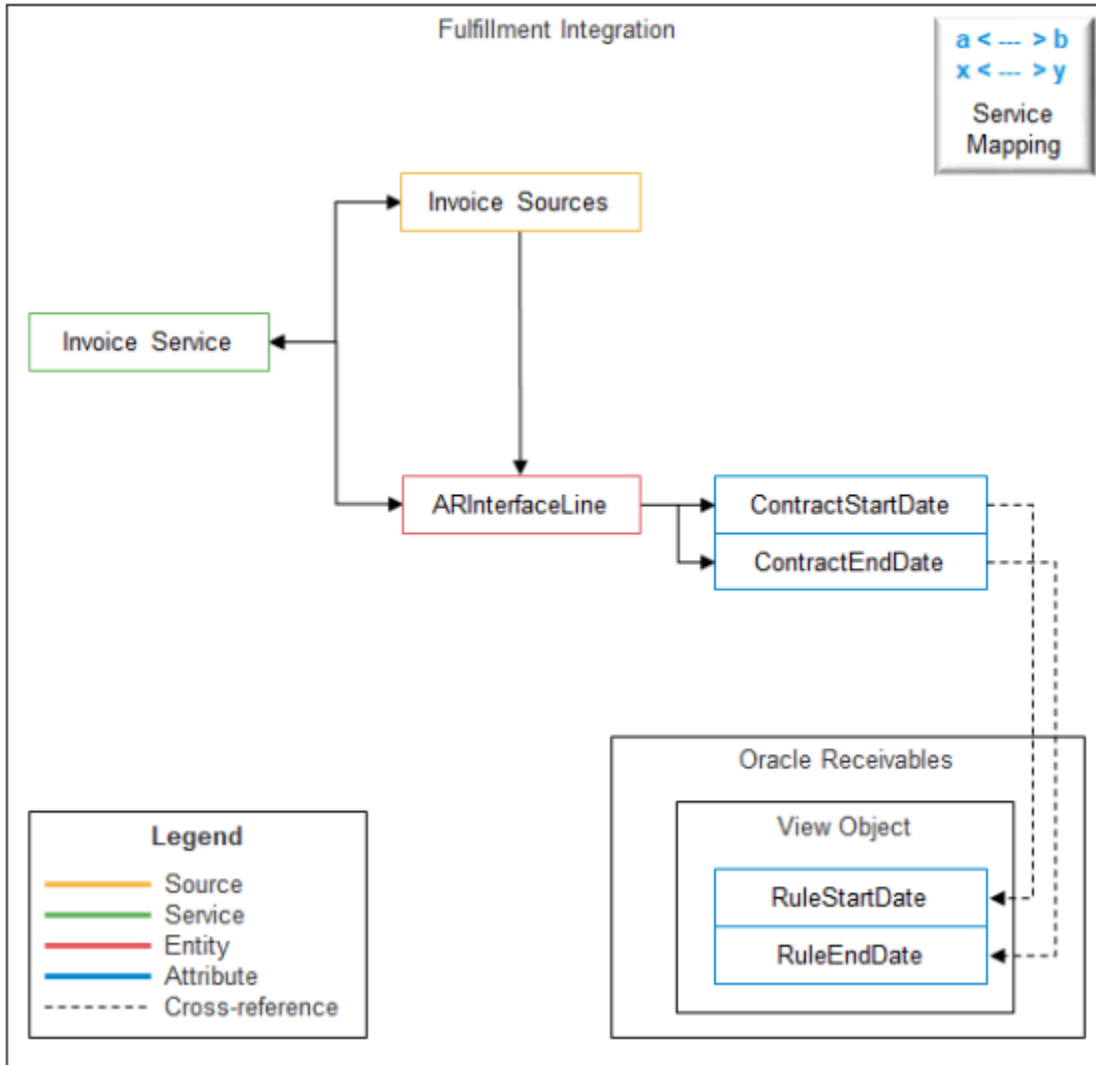 Fulfillment Integration
a < --- > b
x < --- > y
Service
Mapping
Invoice Sources
Invoice Service
ARInterfaceLine
ContractStartDate
ContractEndDate
Oracle Receivables
View Object
RuleStartDate
RuleEndDate
Legend
Source
Service
Entity
Attribute
Cross-reference